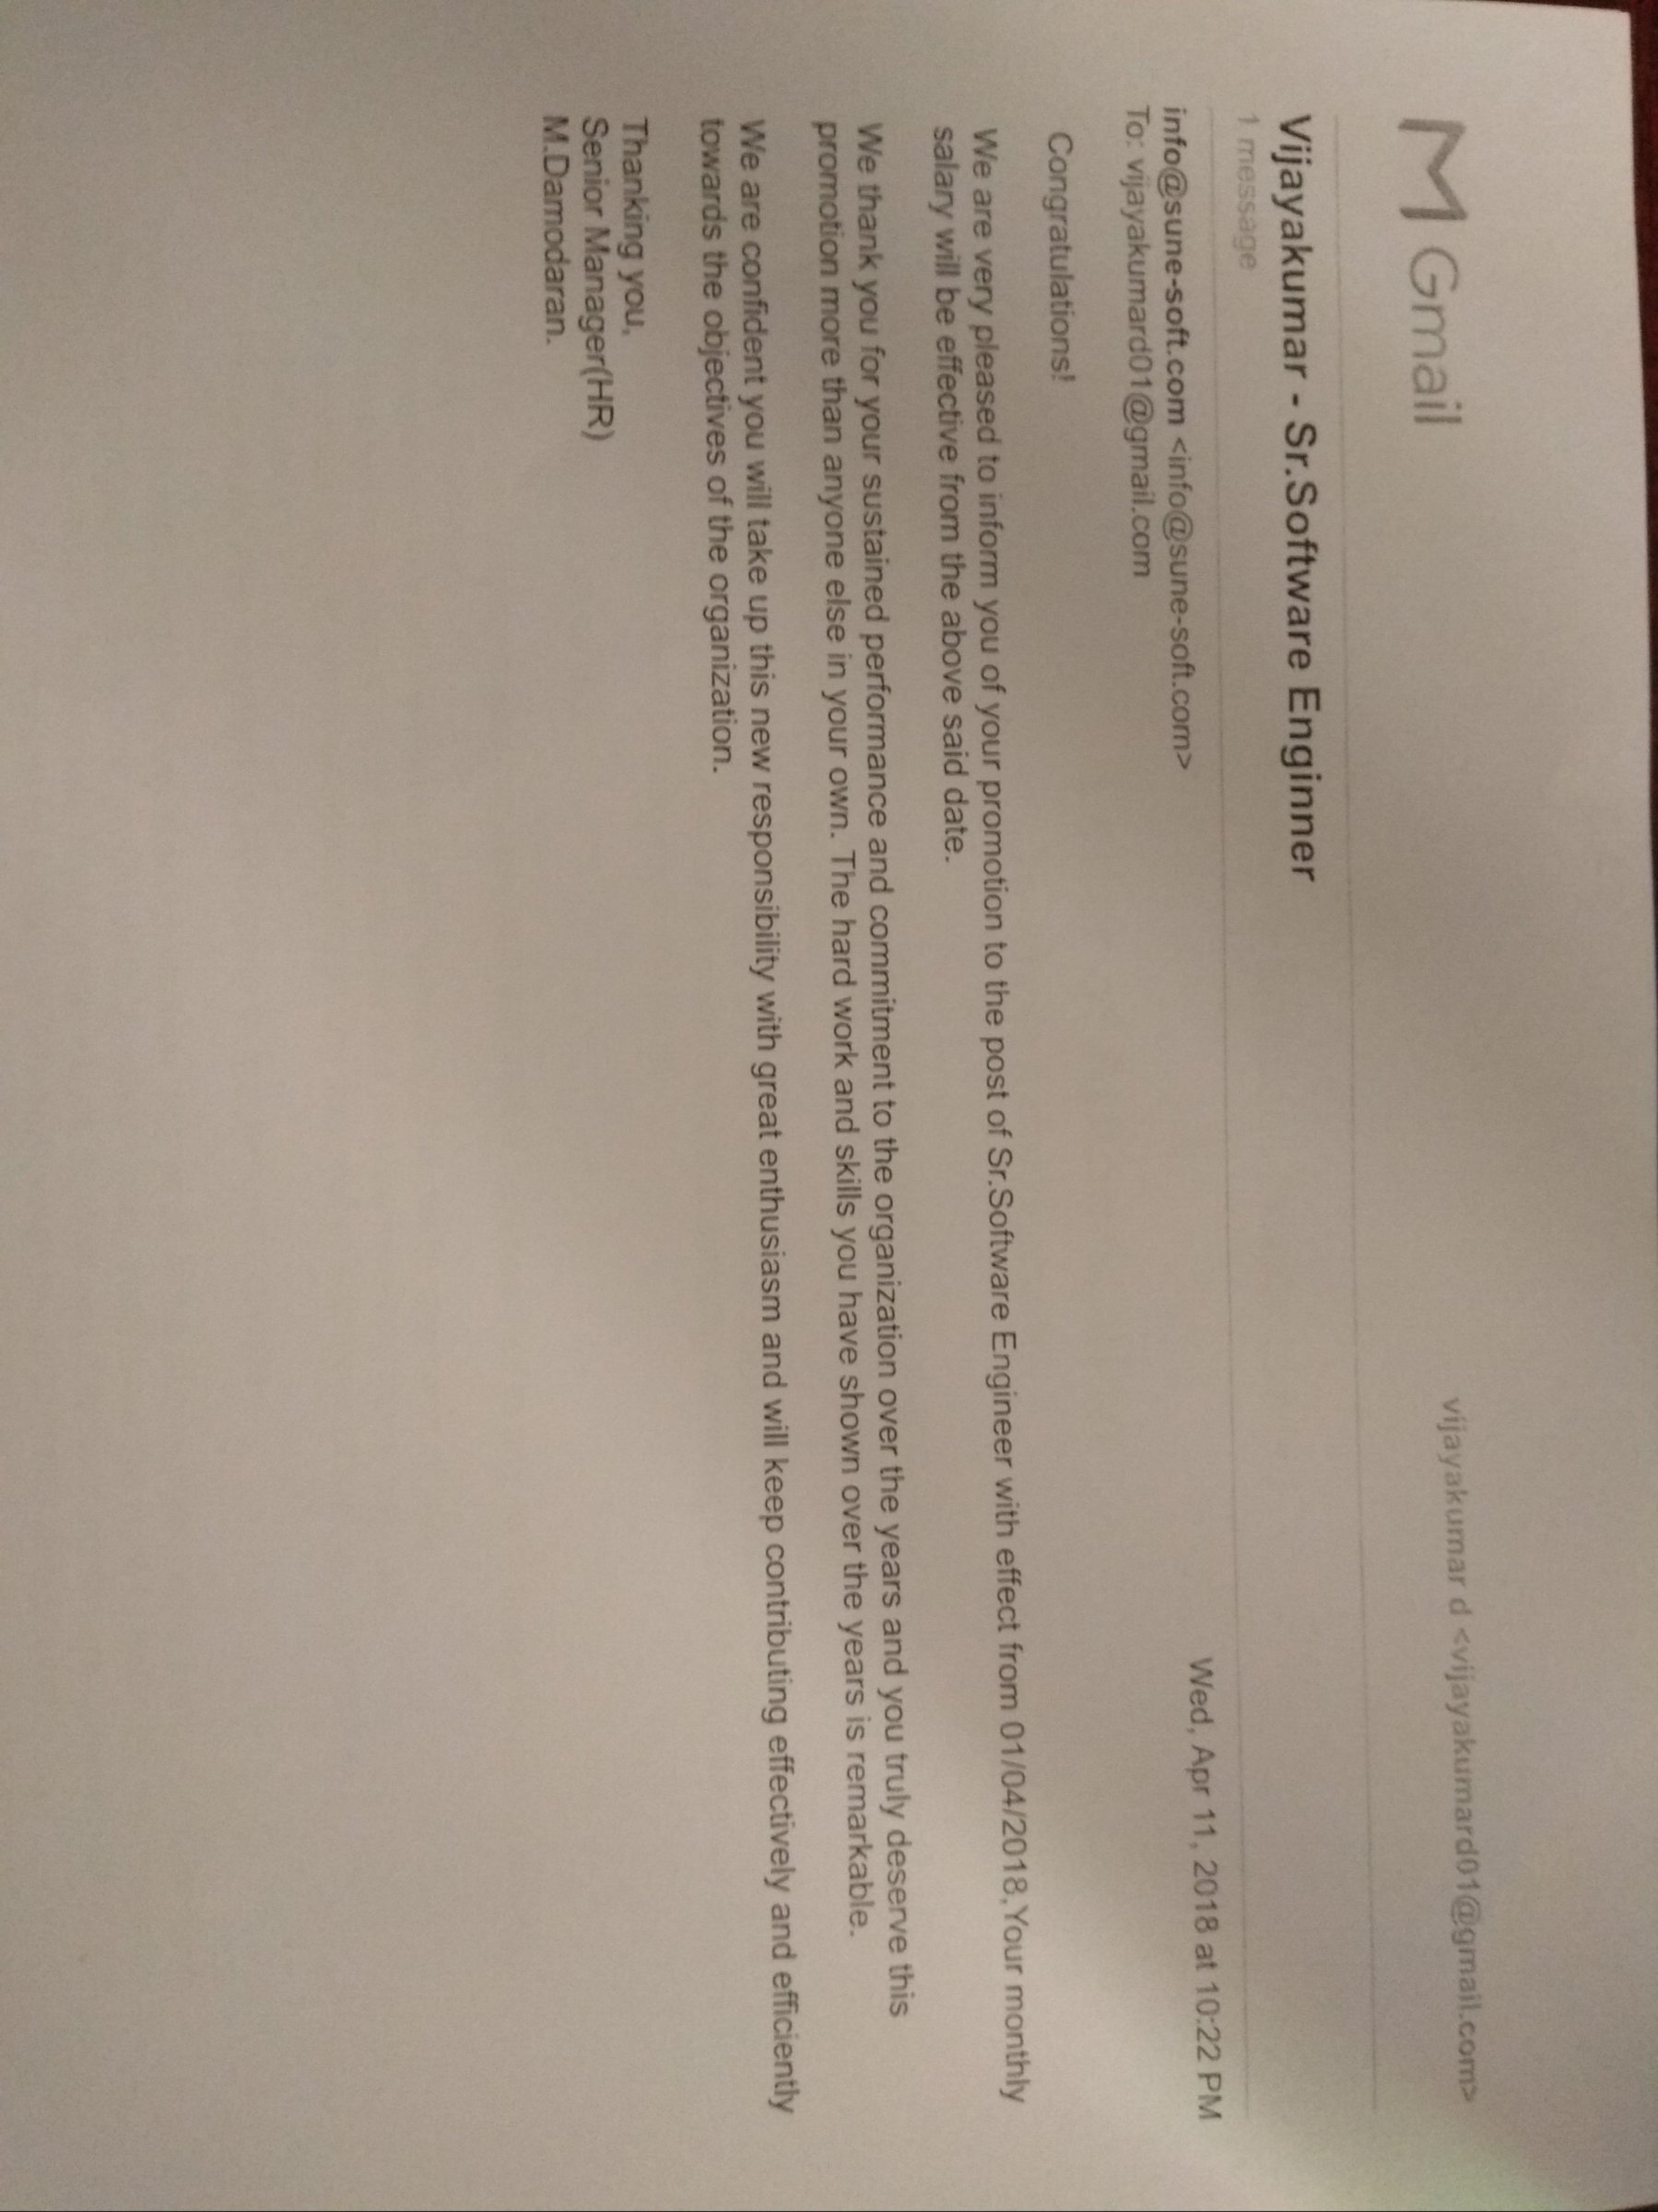 M Gmail
vijayakumar d <vijayakumard01@gmail.com>
Vijayakumar - Sr.Software Enginner
1 message
info@sune-soft.com <info@sune-soft.com>
Wed, Apr 11, 2018 at 10:22 PM
To: vijayakumard01@gmail.com
Congratulations!
We are very pleased to inform you of your promotion to the post of Sr.Software Engineer with effect from 01/04/2018,Your monthly
salary will be effective from the above said date.
We thank you for your sustained performance and commitment to the organization over the years and you truly deserve this
promotion more than anyone else in your own. The hard work and skills you have shown over the years is remarkable.
We are confident you will take up this new responsibility with great enthusiasm and will keep contributing effectively and efficiently
towards the objectives of the organization.
Thanking you,
Senior Manager(HR)
M.Damodaran.